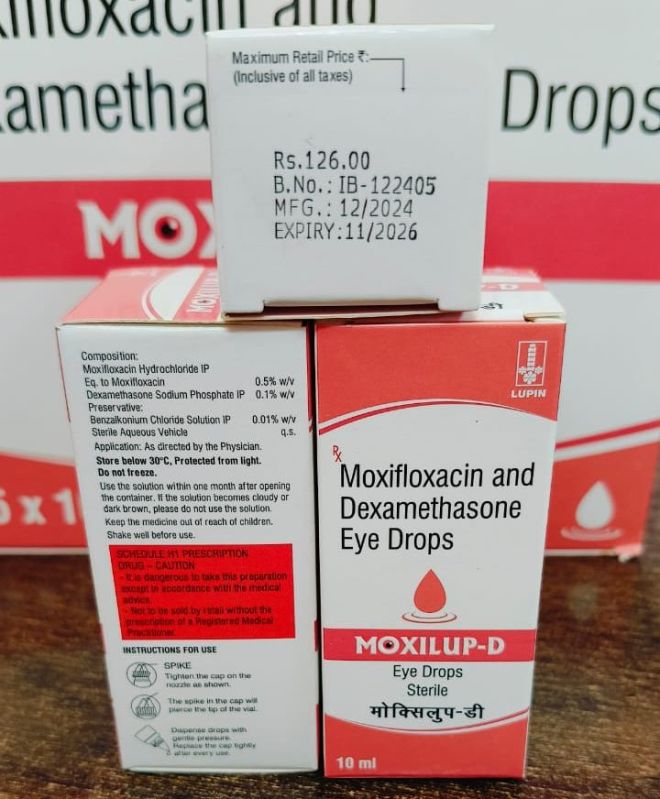 ifloxacin and
ametha
Drops
MOX
Maximum Retail Price ₹:
(Inclusive of all taxes)
Rs.126.00
B.No.: IB-122405
MFG.: 12/2024
EXPIRY:11/2026
Composition:
Moxifloxacin Hydrochloride IP
Eq. to Moxifloxacin 0.5% w/v
Dexamethasone Sodium Phosphate IP 0.1% w/v
Preservative:
Benzalkonium Chloride Solution IP 0.01% w/v
Sterile Aqueous Vehicle q.s.
Application: As directed by the Physician.
Store below 30°C, Protected from light.
Do not freeze.
Use the solution within one month after opening
the container. If the solution becomes cloudy or
dark brown, please do not use the solution.
Keep the medicine out of reach of children.
Shake well before use.
SCHEDULE H1 PRESCRIPTION
DRUG – CAUTION
- It is dangerous to take this preparation
except in accordance with the medical
advice.
- Not to be sold by retail without the
prescription of a Registered Medical
Practitioner.
INSTRUCTIONS FOR USE
SPIKE
Tighten the cap on the
nozzle as shown.
The spike in the cap will
pierce the tip of the vial.
Dispense drops with
gentle pressure.
Replace the cap tightly
after every use.
LUPIN
Rx
Moxifloxacin and
Dexamethasone
Eye Drops
MOXILUP-D
Eye Drops
Sterile
मोक्सिलुप-डी
10 ml
5 x 1